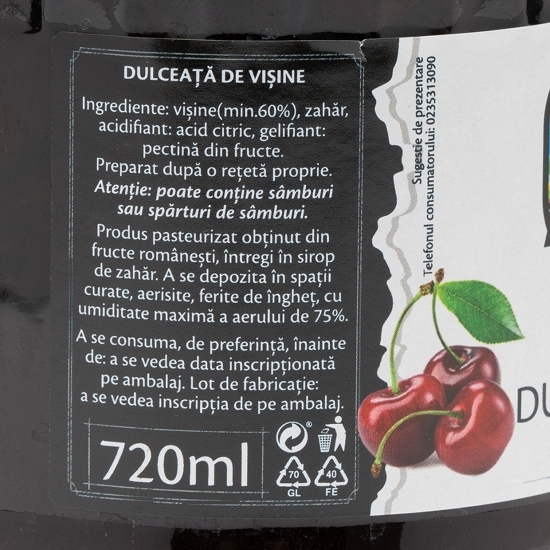 DULCEAȚĂ DE VIȘINE
Ingrediente: vișine(min.60%), zahăr,
acidifiant: acid citric, gelifiant:
pectină din fructe.
Preparat după o rețetă proprie.
Atenție: poate conține sâmburi
sau spărturi de sâmburi.
Produs pasteurizat obținut din
fructe românești, întregi în sirop
de zahăr. A se depozita în spații
curate, aerisite, ferite de îngheț, cu
umiditate maximă a aerului de 75%.
A se consuma, de preferință, înainte
de: a se vedea data inscripționată
pe ambalaj. Lot de fabricație:
a se vedea inscripția de pe ambalaj.
720ml
®
70
GL
40
FE
Sugestie de prezentare
Telefonul consumatorului: 0235313090
DU